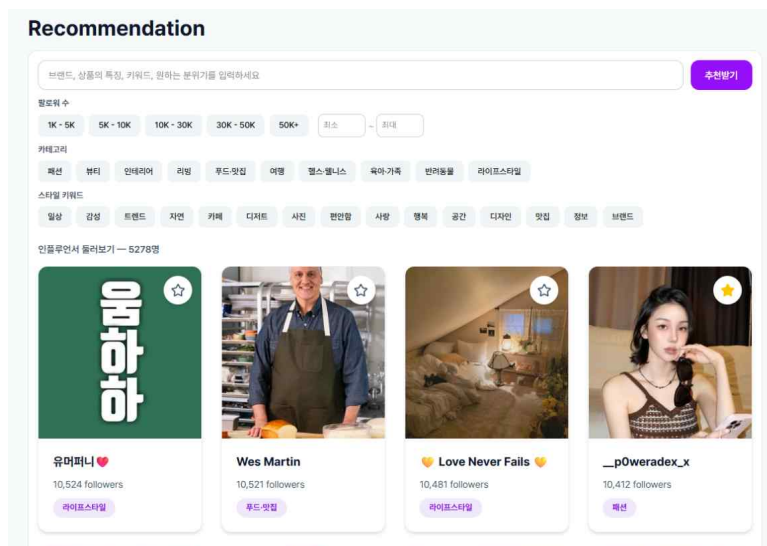 Recommendation
브랜드, 상품의 특징, 키워드, 원하는 분위기를 입력하세요 추천받기
팔로워 수
1K - 5K 5K - 10K 10K - 30K 30K - 50K 50K+ 최소 ~ 최대
카테고리
패션 뷰티 인테리어 리빙 푸드·맛집 여행 헬스·웰니스 육아·가족 반려동물 라이프스타일
스타일 키워드
일상 감성 트렌드 자연 카페 디저트 사진 편안함 사랑 행복 공간 디자인 맛집 정보 브랜드
인플루언서 둘러보기 — 5278명
움하하
유머퍼니💗 Wes Martin 🧡 Love Never Fails 🧡 __p0weradex_x
10,524 followers 10,521 followers 10,481 followers 10,412 followers
라이프스타일 푸드·맛집 라이프스타일 패션